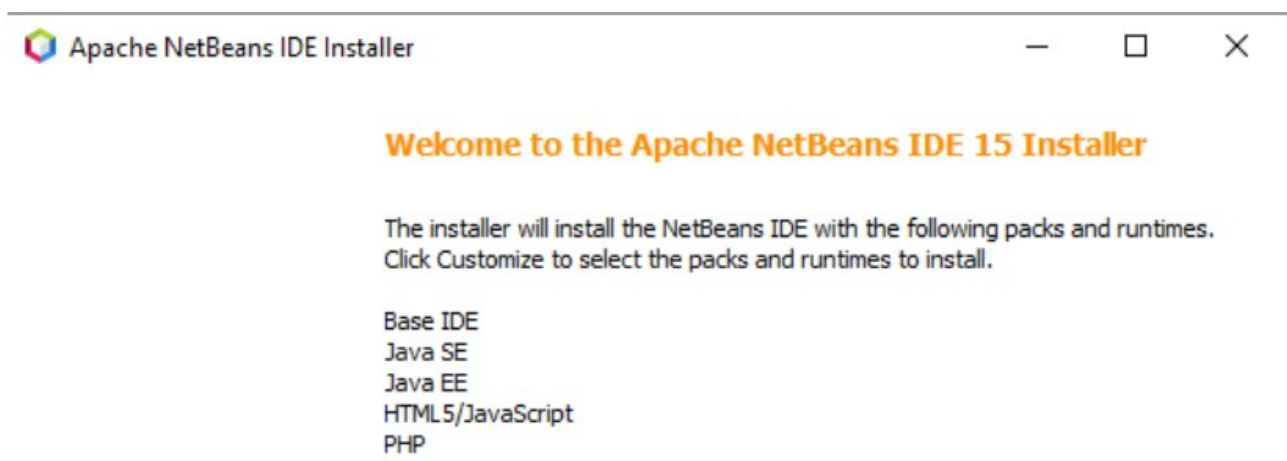 Apache NetBeans IDE Installer
Welcome to the Apache NetBeans IDE 15 Installer
The installer will install the NetBeans IDE with the following packs and runtimes.
Click Customize to select the packs and runtimes to install.
Base IDE
Java SE
Java EE
HTML5/JavaScript
PHP